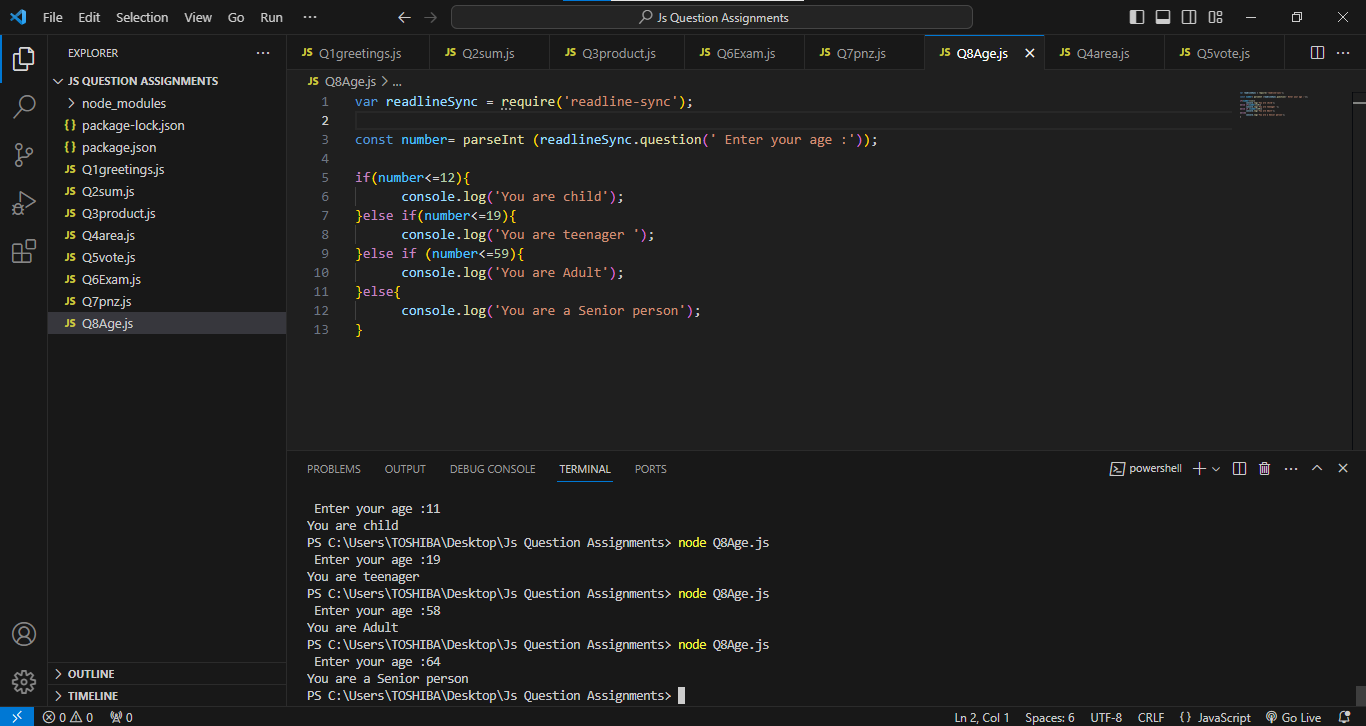 File Edit Selection View Go Run ··· Js Question Assignments
EXPLORER ···
JS QUESTION ASSIGNMENTS
node_modules
{} package-lock.json
{} package.json
JS Q1greetings.js
JS Q2sum.js
JS Q3product.js
JS Q4area.js
JS Q5vote.js
JS Q6Exam.js
JS Q7pnz.js
JS Q8Age.js
OUTLINE
TIMELINE
JS Q1greetings.js JS Q2sum.js JS Q3product.js JS Q6Exam.js JS Q7pnz.js JS Q8Age.js JS Q4area.js JS Q5vote.js ···
JS Q8Age.js > ...
1 var readlineSync = require('readline-sync');
2
3 const number= parseInt (readlineSync.question(' Enter your age :'));
4
5 if(number<=12){
6 console.log('You are child');
7 }else if(number<=19){
8 console.log('You are teenager ');
9 }else if (number<=59){
10 console.log('You are Adult');
11 }else{
12 console.log('You are a Senior person');
13 }
PROBLEMS OUTPUT DEBUG CONSOLE TERMINAL PORTS powershell ···
Enter your age :11
You are child
PS C:\Users\TOSHIBA\Desktop\Js Question Assignments> node Q8Age.js
Enter your age :19
You are teenager
PS C:\Users\TOSHIBA\Desktop\Js Question Assignments> node Q8Age.js
Enter your age :58
You are Adult
PS C:\Users\TOSHIBA\Desktop\Js Question Assignments> node Q8Age.js
Enter your age :64
You are a Senior person
PS C:\Users\TOSHIBA\Desktop\Js Question Assignments>
0 0 0 Ln 2, Col 1 Spaces: 6 UTF-8 CRLF {} JavaScript Go Live